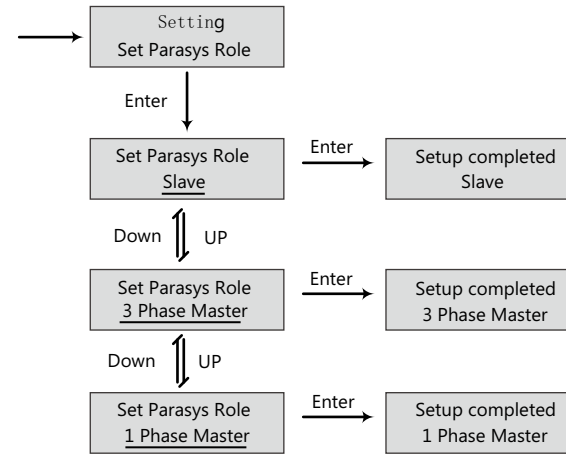 Setting
Set Parasys Role
Enter
Set Parasys Role
Slave
Enter
Setup completed
Slave
Down
UP
Set Parasys Role
3 Phase Master
Enter
Setup completed
3 Phase Master
Down
UP
Set Parasys Role
1 Phase Master
Enter
Setup completed
1 Phase Master